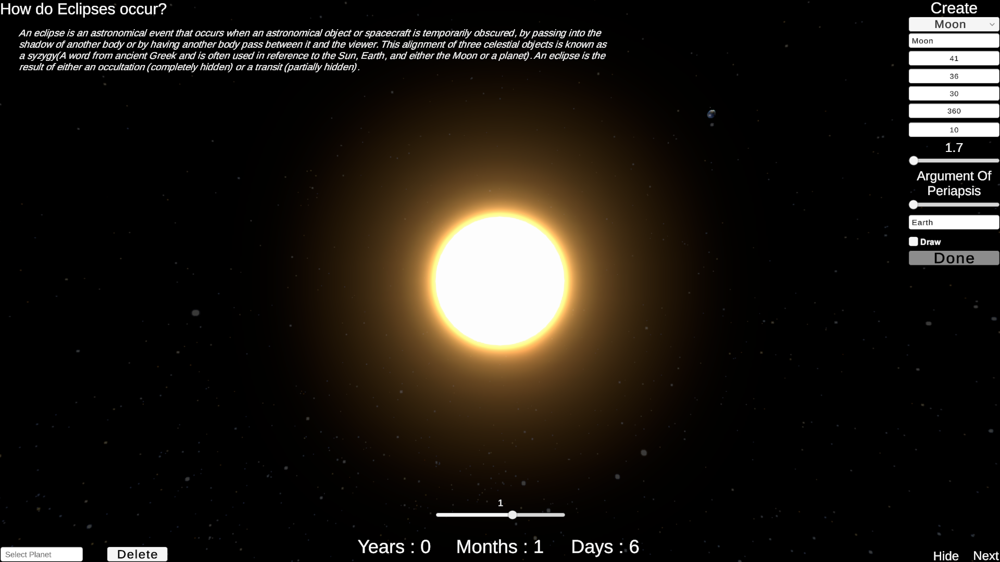 How do Eclipses occur?
An eclipse is an astronomical event that occurs when an astronomical object or spacecraft is temporarily obscured, by passing into the
shadow of another body or by having another body pass between it and the viewer. This alignment of three celestial objects is known as
a syzygy(A word from ancient Greek and is often used in reference to the Sun, Earth, and either the Moon or a planet). An eclipse is the
result of either an occultation (completely hidden) or a transit (partially hidden).
Create
Moon
Moon
41
36
30
360
10
1.7
Argument Of
Periapsis
Earth
Draw
Done
1
Years : 0 Months : 1 Days : 6
Select Planet
Delete
Hide
Next